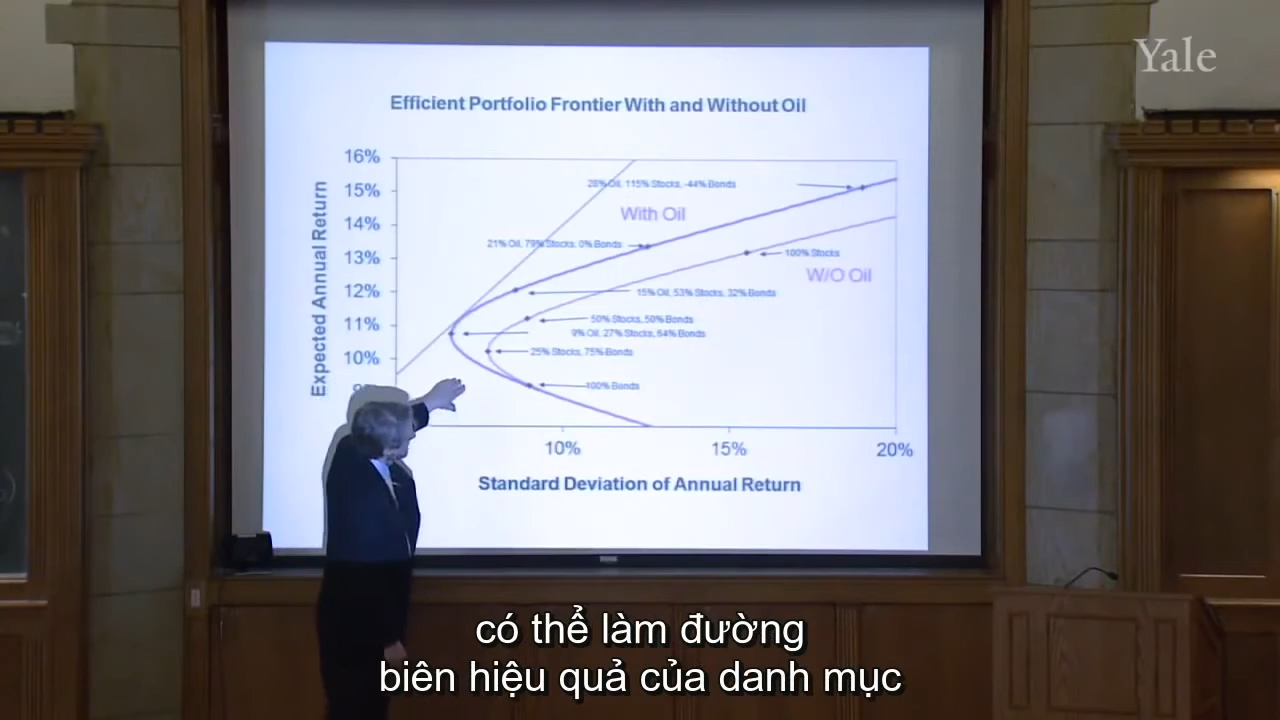 Yale
Efficient Portfolio Frontier With and Without Oil
Expected Annual Return
16%
15%
14%
13%
12%
11%
10%
28% Oil, 115% Stocks, -44% Bonds
With Oil
21% Oil, 79% Stocks, 0% Bonds
100% Stocks
W/O Oil
15% Oil, 53% Stocks, 32% Bonds
50% Stocks, 50% Bonds
9% Oil, 27% Stocks, 64% Bonds
25% Stocks, 75% Bonds
100% Bonds
10%
15%
20%
Standard Deviation of Annual Return
có thể làm đường
biên hiệu quả của danh mục